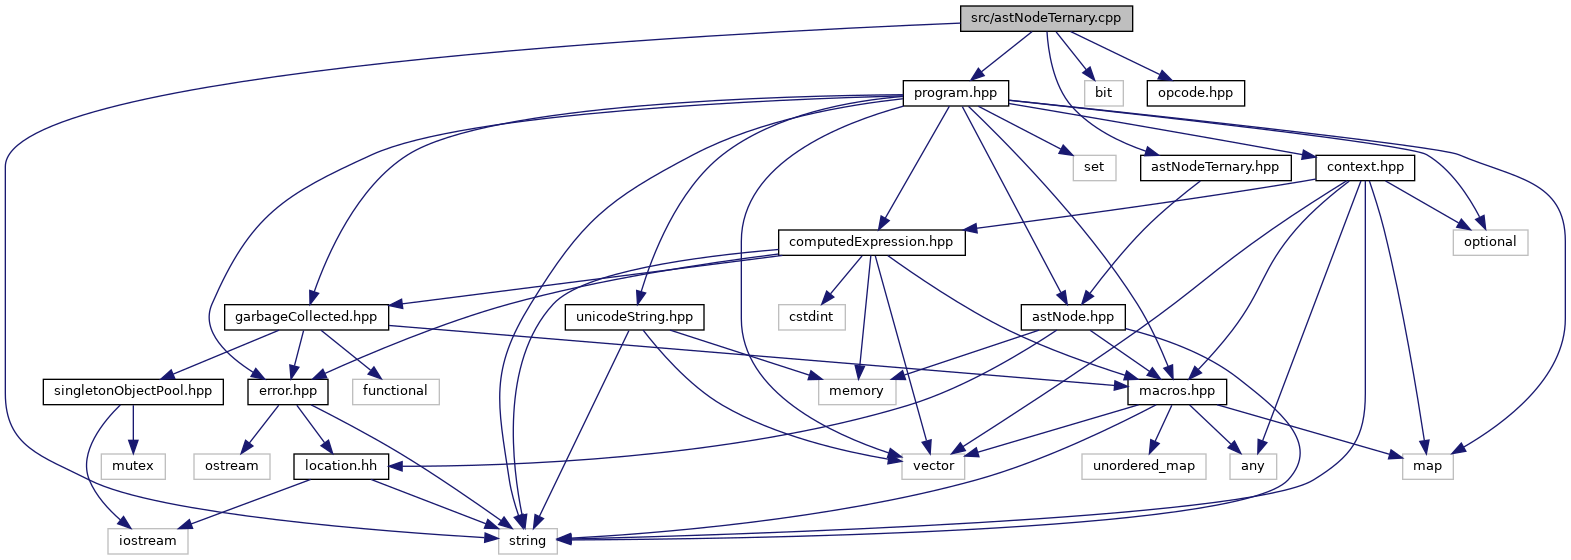 src/astNodeTernary.cpp
program.hpp
bit
opcode.hpp
set
astNodeTernary.hpp
context.hpp
computedExpression.hpp
optional
garbageCollected.hpp
unicodeString.hpp
cstdint
astNode.hpp
singletonObjectPool.hpp
error.hpp
functional
memory
macros.hpp
mutex
ostream
location.hh
vector
unordered_map
any
map
iostream
string